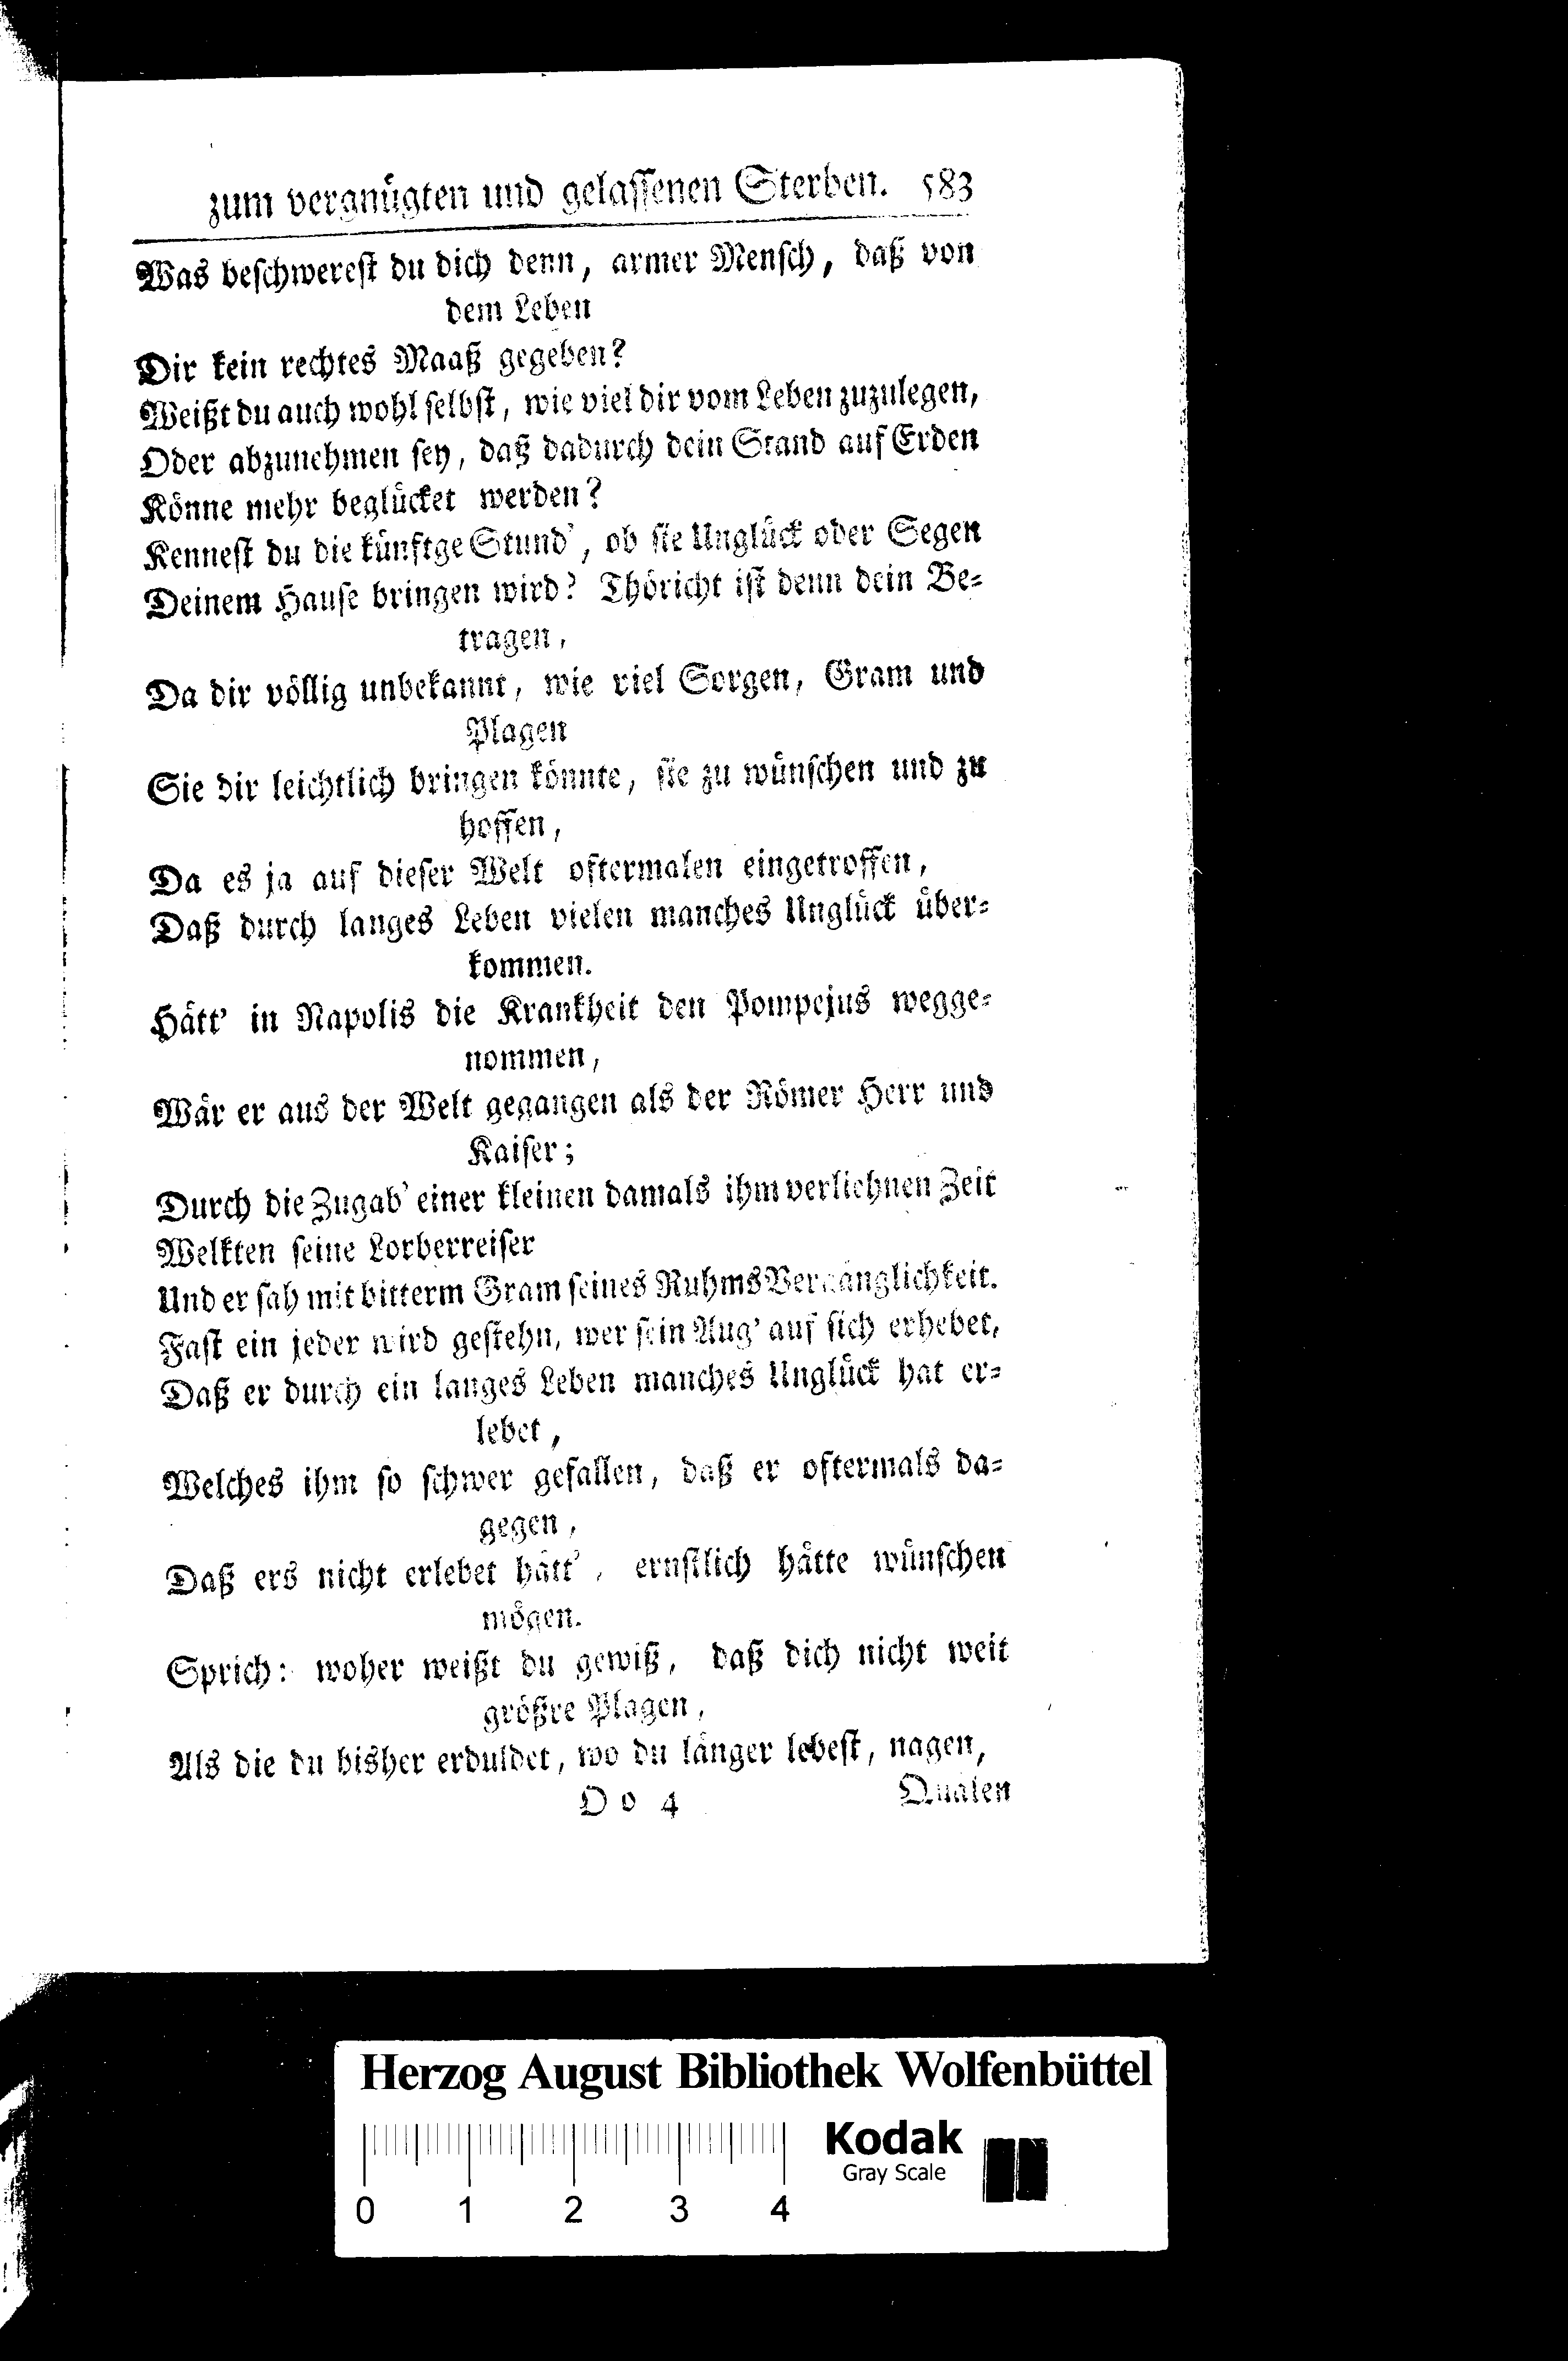 zum vergnügten und gelassenen Sterben. 583
Was beschwerest du dich denn, armer Mensch, daß von
dem Leben
Dir kein rechtes Maaß gegeben?
Weißt du auch wohl selbst, wie viel dir vom Leben zuzulegen,
Oder abzunehmen sey, daß dadurch dein Stand auf Erden
Könne mehr beglücket werden?
Kennest du die künftge Stund', ob sie Unglück oder Segen
Deinem Hause bringen wird? Thöricht ist denn dein Be-
tragen,
Da dir völlig unbekannt, wie viel Sorgen, Gram und
Plagen
Sie dir leichtlich bringen könnte, sie zu wünschen und zu
hoffen,
Da es ja auf dieser Welt oftermalen eingetroffen,
Daß durch langes Leben vielen manches Unglück über-
kommen.
Hätt' in Napolis die Krankheit den Pompejus wegge-
nommen,
Wär er aus der Welt gegangen als der Römer Herr und
Kaiser;
Durch die Zugab' einer kleinen damals ihm verliehnen Zeit
Welkten seine Lorberreiser
Und er sah mit bitterm Gram seines Ruhms Vergänglichkeit.
Fast ein jeder wird gestehn, wer sein Aug' auf sich erhebet,
Daß er durch ein langes Leben manches Unglück hat er-
lebet,
Welches ihm so schwer gefallen, daß er oftermals da-
gegen,
Daß ers nicht erlebet hätt', ernstlich hätte wünschen
mögen.
Sprich: woher weißt du gewiß, daß dich nicht weit
größre Plagen,
Als die du bisher erduldet, wo du länger lebest, nagen,
O o 4 Qualen
Herzog August Bibliothek Wolfenbüttel
Kodak
Gray Scale
0 1 2 3 4